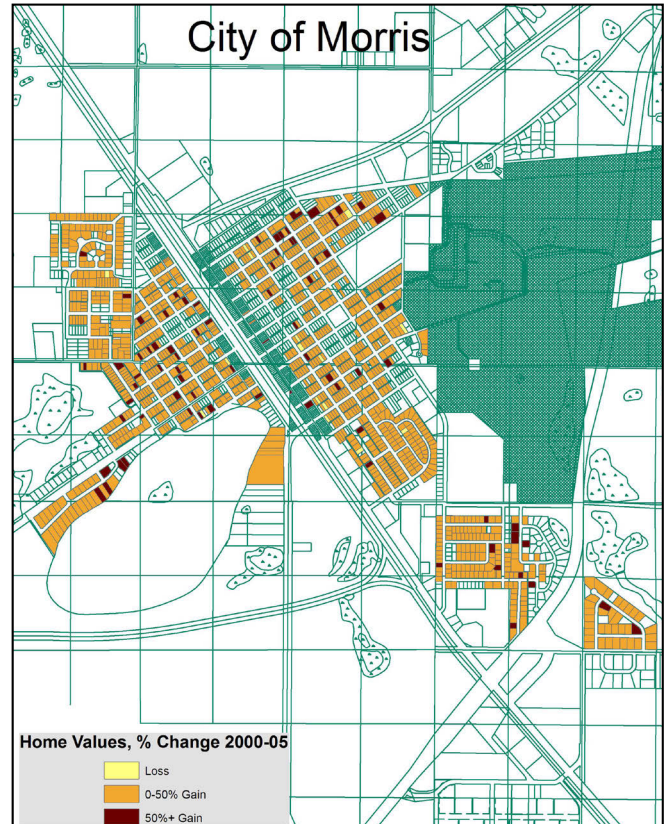 City of Morris
Home Values, % Change 2000-05
Loss
0-50% Gain
50%+ Gain